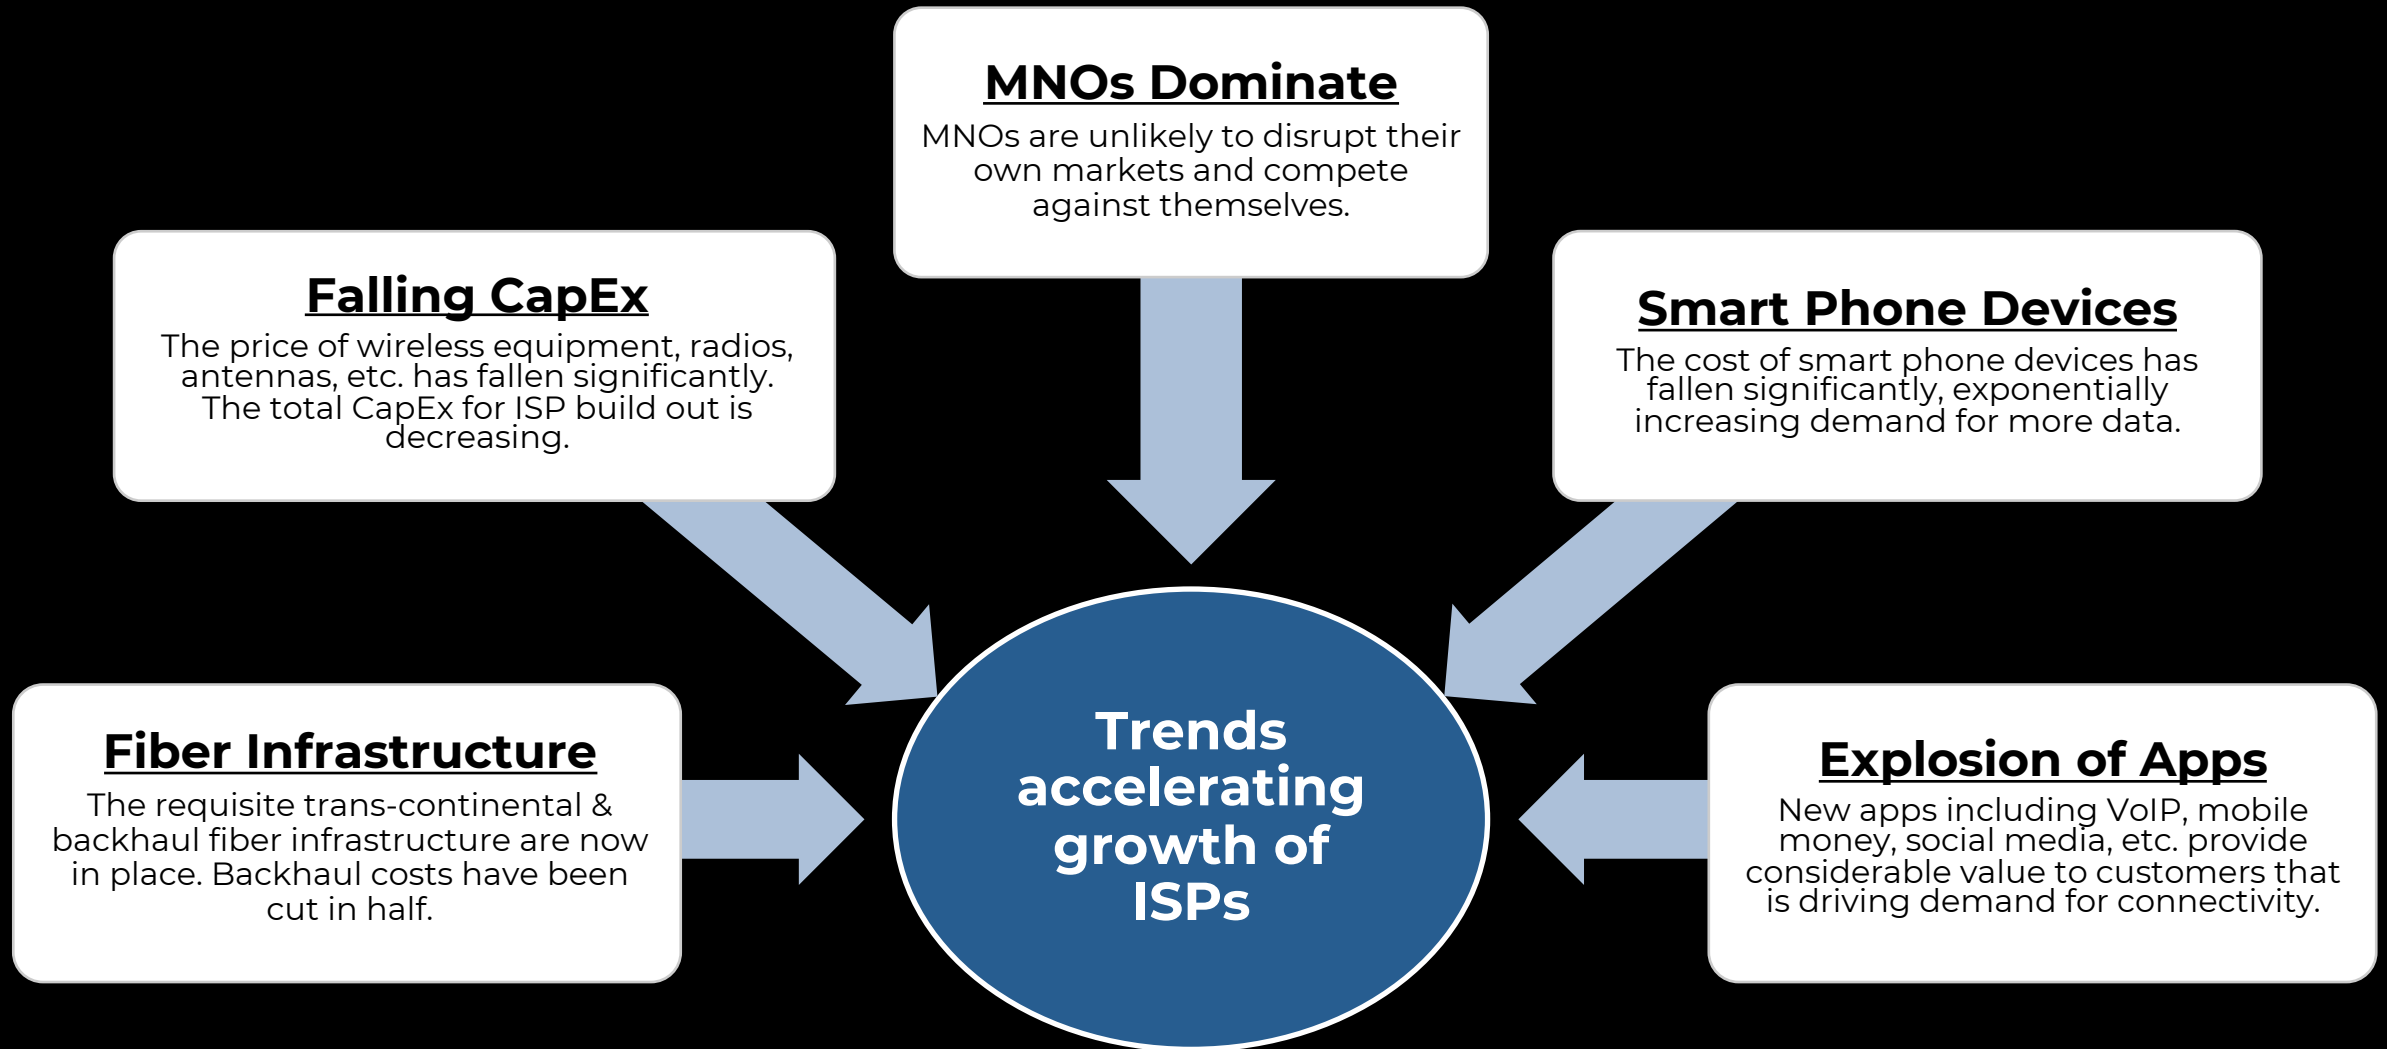 MNOs Dominate
MNOs are unlikely to disrupt their
own markets and compete
against themselves.
Falling CapEx
The price of wireless equipment, radios,
antennas, etc. has fallen significantly.
The total CapEx for ISP build out is
decreasing.
Smart Phone Devices
The cost of smart phone devices has
fallen significantly, exponentially
increasing demand for more data.
Fiber Infrastructure
The requisite trans-continental &
backhaul fiber infrastructure are now
in place. Backhaul costs have been
cut in half.
Trends
accelerating
growth of
ISPs
Explosion of Apps
New apps including VoIP, mobile
money, social media, etc. provide
considerable value to customers that
is driving demand for connectivity.